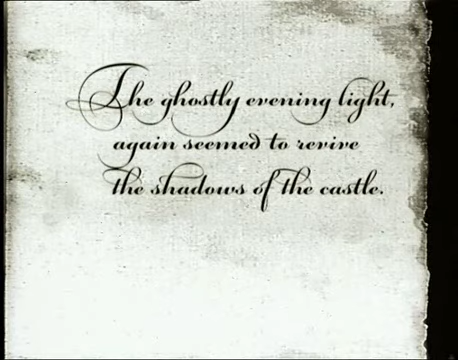 The ghostly evening light,
again seemed to revive
the shadows of the castle.